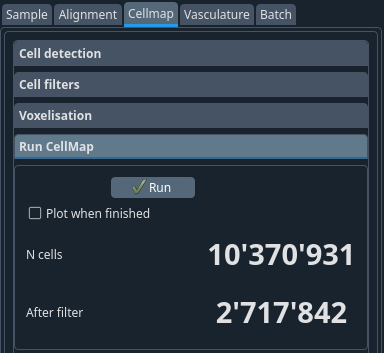 Sample Alignment Cellmap Vasculature Batch
Cell detection
Cell filters
Voxelisation
Run CellMap
Run
Plot when finished
N cells 10'370'931
After filter 2'717'842